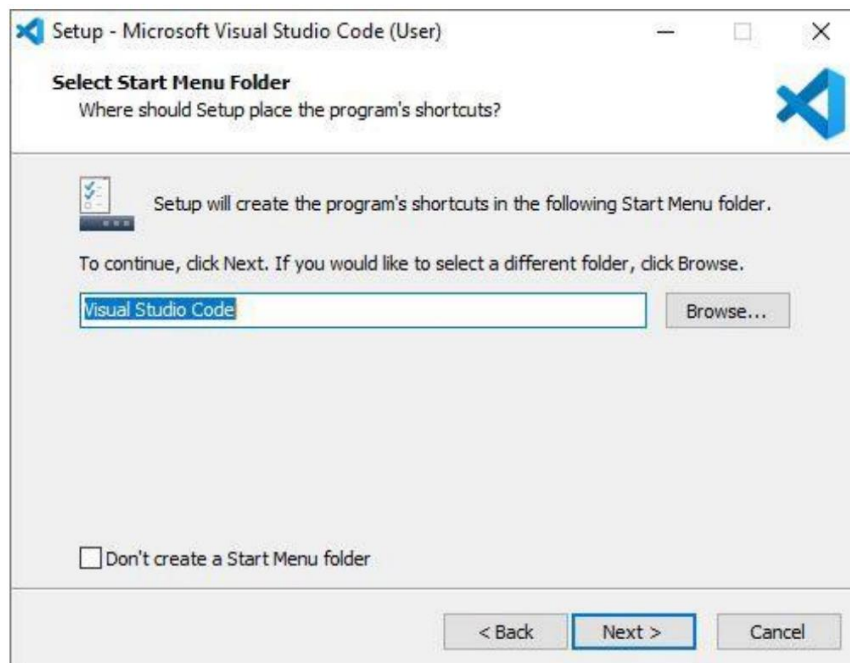 Setup - Microsoft Visual Studio Code (User)
Select Start Menu Folder
Where should Setup place the program's shortcuts?
Setup will create the program's shortcuts in the following Start Menu folder.
To continue, click Next. If you would like to select a different folder, click Browse.
Visual Studio Code
Browse...
Don't create a Start Menu folder
< Back
Next >
Cancel